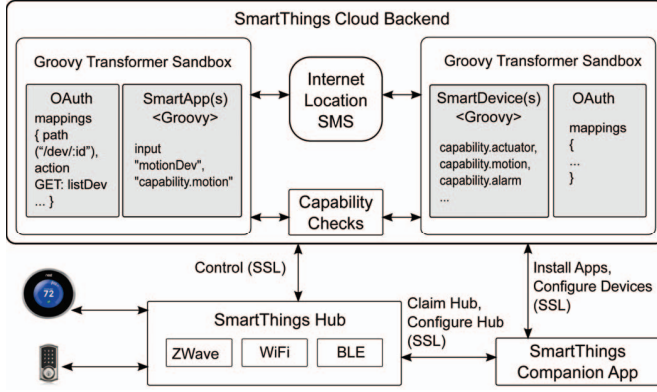 SmartThings Cloud Backend
Groovy Transformer Sandbox
OAuth
mappings
{ path
("/dev/:id"),
action
GET: listDev
... }
SmartApp(s)
<Groovy>
input
"motionDev",
"capability.motion"
Internet
Location
SMS
Capability
Checks
Groovy Transformer Sandbox
SmartDevice(s)
<Groovy>
capability.actuator,
capability.motion,
capability.alarm
...
OAuth
mappings
{
...
}
Control (SSL)
Install Apps,
Configure Devices
(SSL)
72
SmartThings Hub
ZWave
WiFi
BLE
Claim Hub,
Configure Hub
(SSL)
SmartThings
Companion App